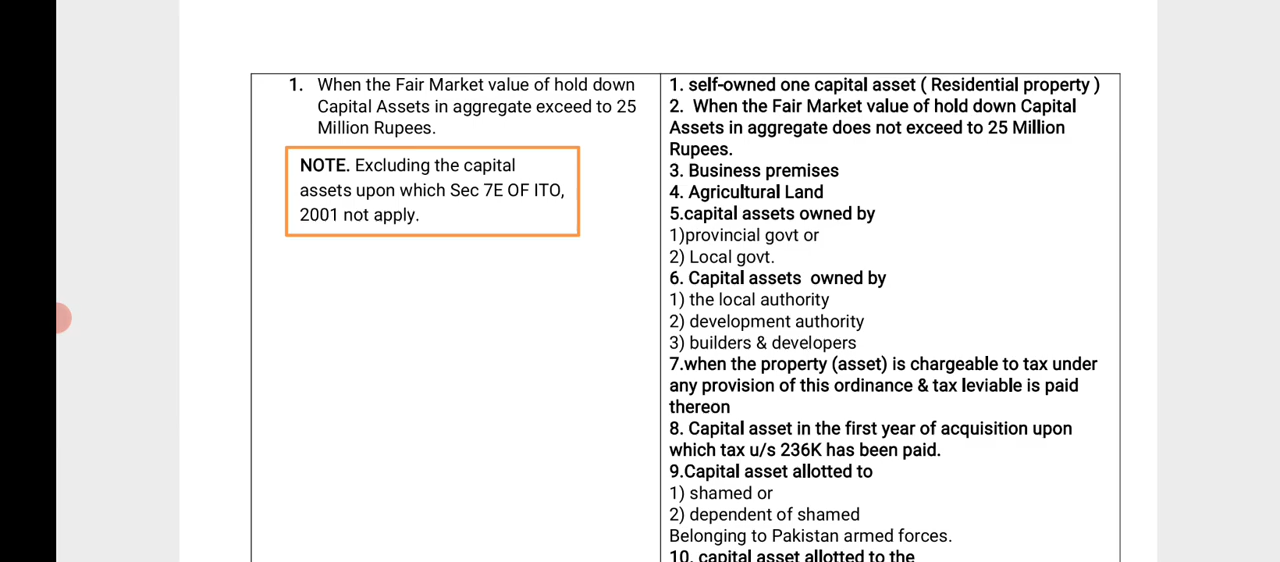 1. When the Fair Market value of hold down
Capital Assets in aggregate exceed to 25
Million Rupees.
NOTE. Excluding the capital
assets upon which Sec 7E OF ITO,
2001 not apply.
1. self-owned one capital asset ( Residential property )
2. When the Fair Market value of hold down Capital
Assets in aggregate does not exceed to 25 Million
Rupees.
3. Business premises
4. Agricultural Land
5.capital assets owned by
1)provincial govt or
2) Local govt.
6. Capital assets owned by
1) the local authority
2) development authority
3) builders & developers
7.when the property (asset) is chargeable to tax under
any provision of this ordinance & tax leviable is paid
thereon
8. Capital asset in the first year of acquisition upon
which tax u/s 236K has been paid.
9.Capital asset allotted to
1) shamed or
2) dependent of shamed
Belonging to Pakistan armed forces.
10. capital asset allotted to the